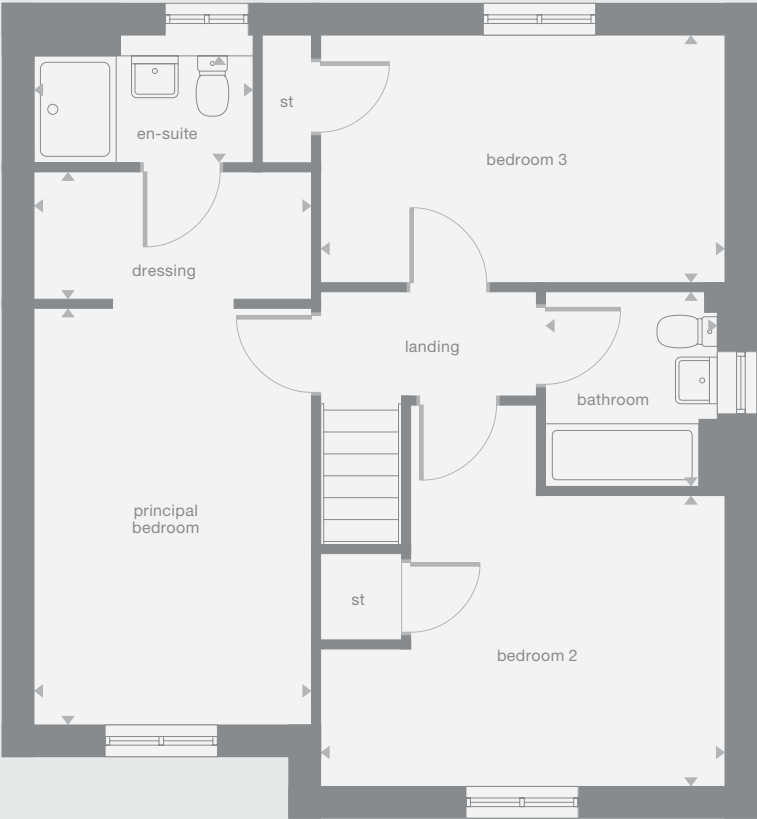 st
en-suite
bedroom 3
dressing
landing
bathroom
principal
bedroom
st
bedroom 2